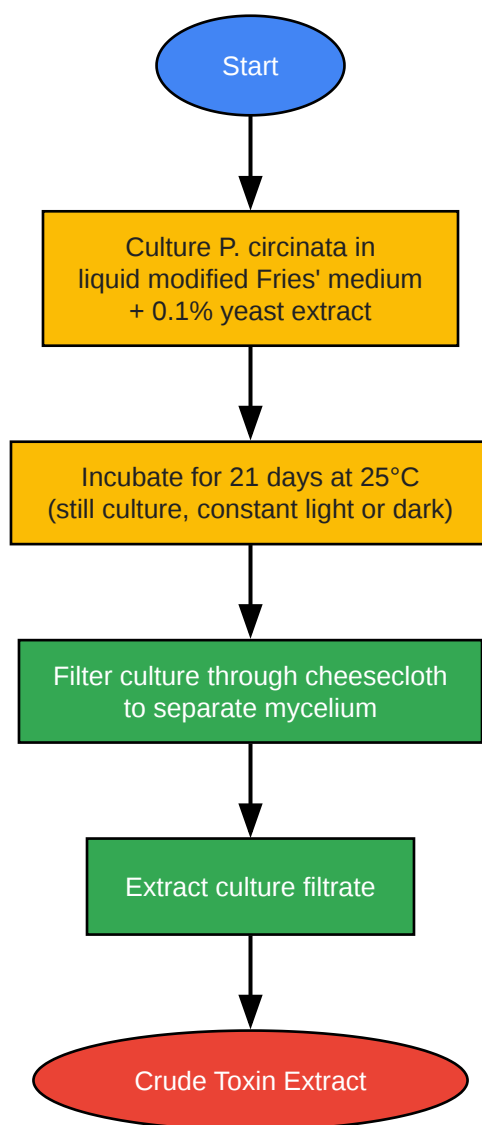 Start
Culture P. circinata in
liquid modified Fries' medium
+ 0.1% yeast extract
Incubate for 21 days at 25°C
(still culture, constant light or dark)
Filter culture through cheesecloth
to separate mycelium
Extract culture filtrate
Crude Toxin Extract